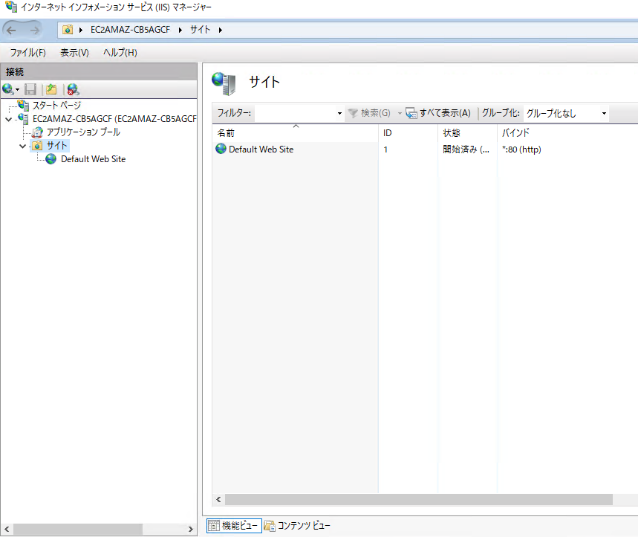 インターネット インフォメーション サービス (IIS) マネージャー
EC2AMAZ-CB5AGCF サイト
ファイル(F) 表示(V) ヘルプ(H)
接続
スタート ページ
EC2AMAZ-CB5AGCF (EC2AMAZ-CB5AGCF
アプリケーション プール
サイト
Default Web Site
サイト
フィルター: 検索(G) すべて表示(A) グループ化: グループ化なし
名前 ID 状態 バインド
Default Web Site 1 開始済み (... *:80 (http)
機能ビュー コンテンツ ビュー